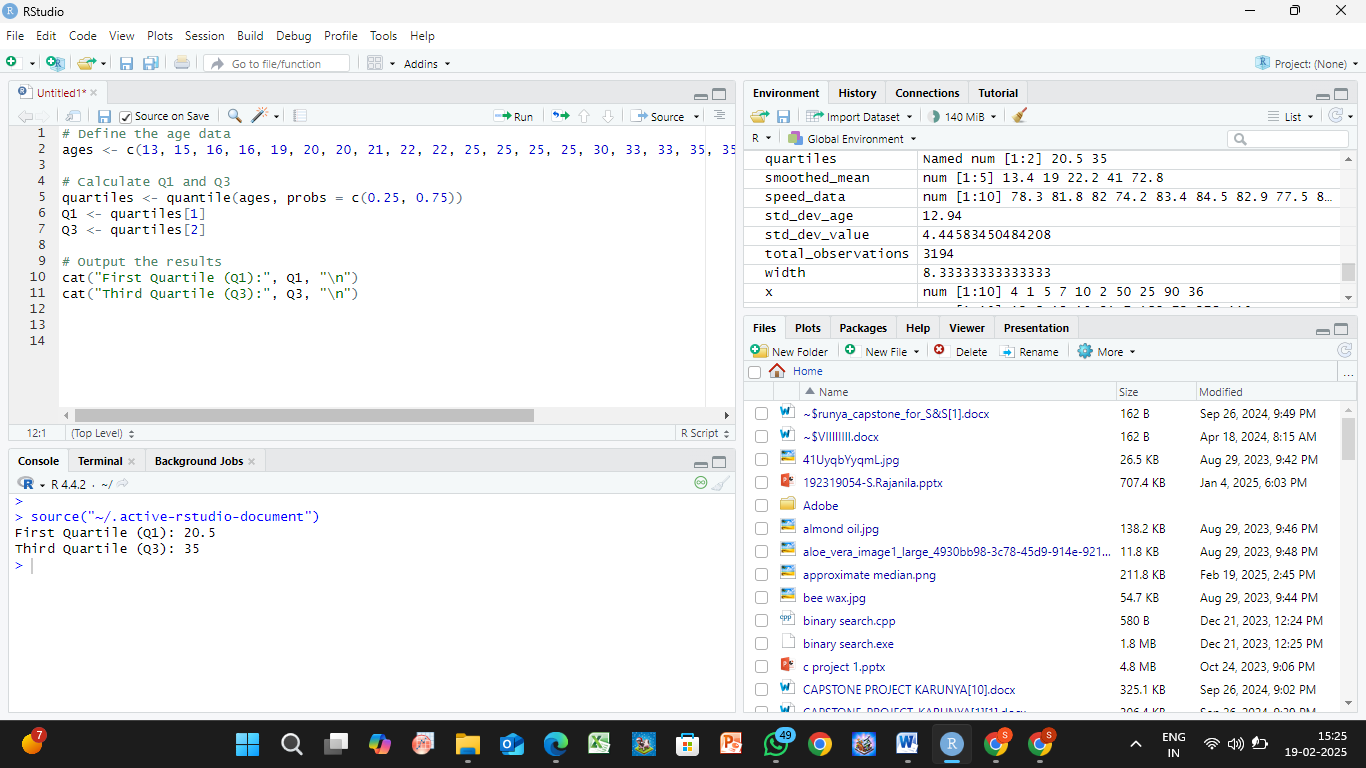 RStudio
File Edit Code View Plots Session Build Debug Profile Tools Help
Go to file/function Addins Project: (None)
Untitled1*
Source on Save Run Source
1 # Define the age data
2 ages <- c(13, 15, 16, 16, 19, 20, 20, 21, 22, 22, 25, 25, 25, 25, 30, 33, 33, 35, 35
3
4 # Calculate Q1 and Q3
5 quartiles <- quantile(ages, probs = c(0.25, 0.75))
6 Q1 <- quartiles[1]
7 Q3 <- quartiles[2]
8
9 # Output the results
10 cat("First Quartile (Q1):", Q1, "\n")
11 cat("Third Quartile (Q3):", Q3, "\n")
12
13
14
12:1 (Top Level) R Script
Console Terminal Background Jobs
R 4.4.2 · ~/
>
> source("~/.active-rstudio-document")
First Quartile (Q1): 20.5
Third Quartile (Q3): 35
>
Environment History Connections Tutorial
Import Dataset 140 MiB List
R Global Environment
quartiles Named num [1:2] 20.5 35
smoothed_mean num [1:5] 13.4 19 22.2 41 72.8
speed_data num [1:10] 78.3 81.8 82 74.2 83.4 84.5 82.9 77.5 8...
std_dev_age 12.94
std_dev_value 4.44583450484208
total_observations 3194
width 8.33333333333333
x num [1:10] 4 1 5 7 10 2 50 25 90 36
Files Plots Packages Help Viewer Presentation
New Folder New File Delete Rename More
Home ...
Name Size Modified
~$runya_capstone_for_S&S[1].docx 162 B Sep 26, 2024, 9:49 PM
~$VIIIIIIII.docx 162 B Apr 18, 2024, 8:15 AM
41UyqbYyqmL.jpg 26.5 KB Aug 29, 2023, 9:42 PM
192319054-S.Rajanila.pptx 707.4 KB Jan 4, 2025, 6:03 PM
Adobe
almond oil.jpg 138.2 KB Aug 29, 2023, 9:46 PM
aloe_vera_image1_large_4930bb98-3c78-45d9-914e-921... 11.8 KB Aug 29, 2023, 9:48 PM
approximate median.png 211.8 KB Feb 19, 2025, 2:45 PM
bee wax.jpg 54.7 KB Aug 29, 2023, 9:44 PM
binary search.cpp 580 B Dec 21, 2023, 12:24 PM
binary search.exe 1.8 MB Dec 21, 2023, 12:25 PM
c project 1.pptx 4.8 MB Oct 24, 2023, 9:06 PM
CAPSTONE PROJECT KARUNYA[10].docx 325.1 KB Sep 26, 2024, 9:02 PM
7
49
ENG
IN
15:25
19-02-2025